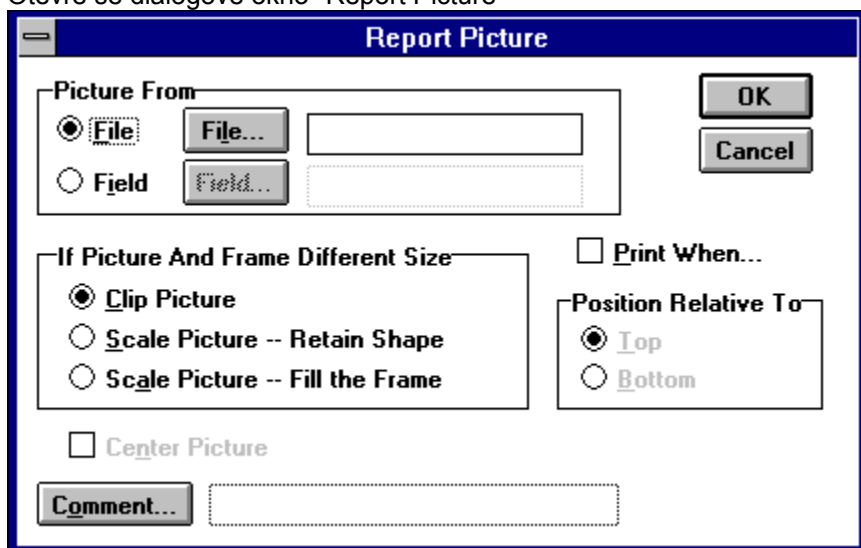 Otevře se dialogové okno "Report Picture"
Report Picture
Picture From
File File...
Field Field...
OK
Cancel
If Picture And Frame Different Size
Clip Picture
Scale Picture -- Retain Shape
Scale Picture -- Fill the Frame
Print When...
Position Relative To
Top
Bottom
Center Picture
Comment...